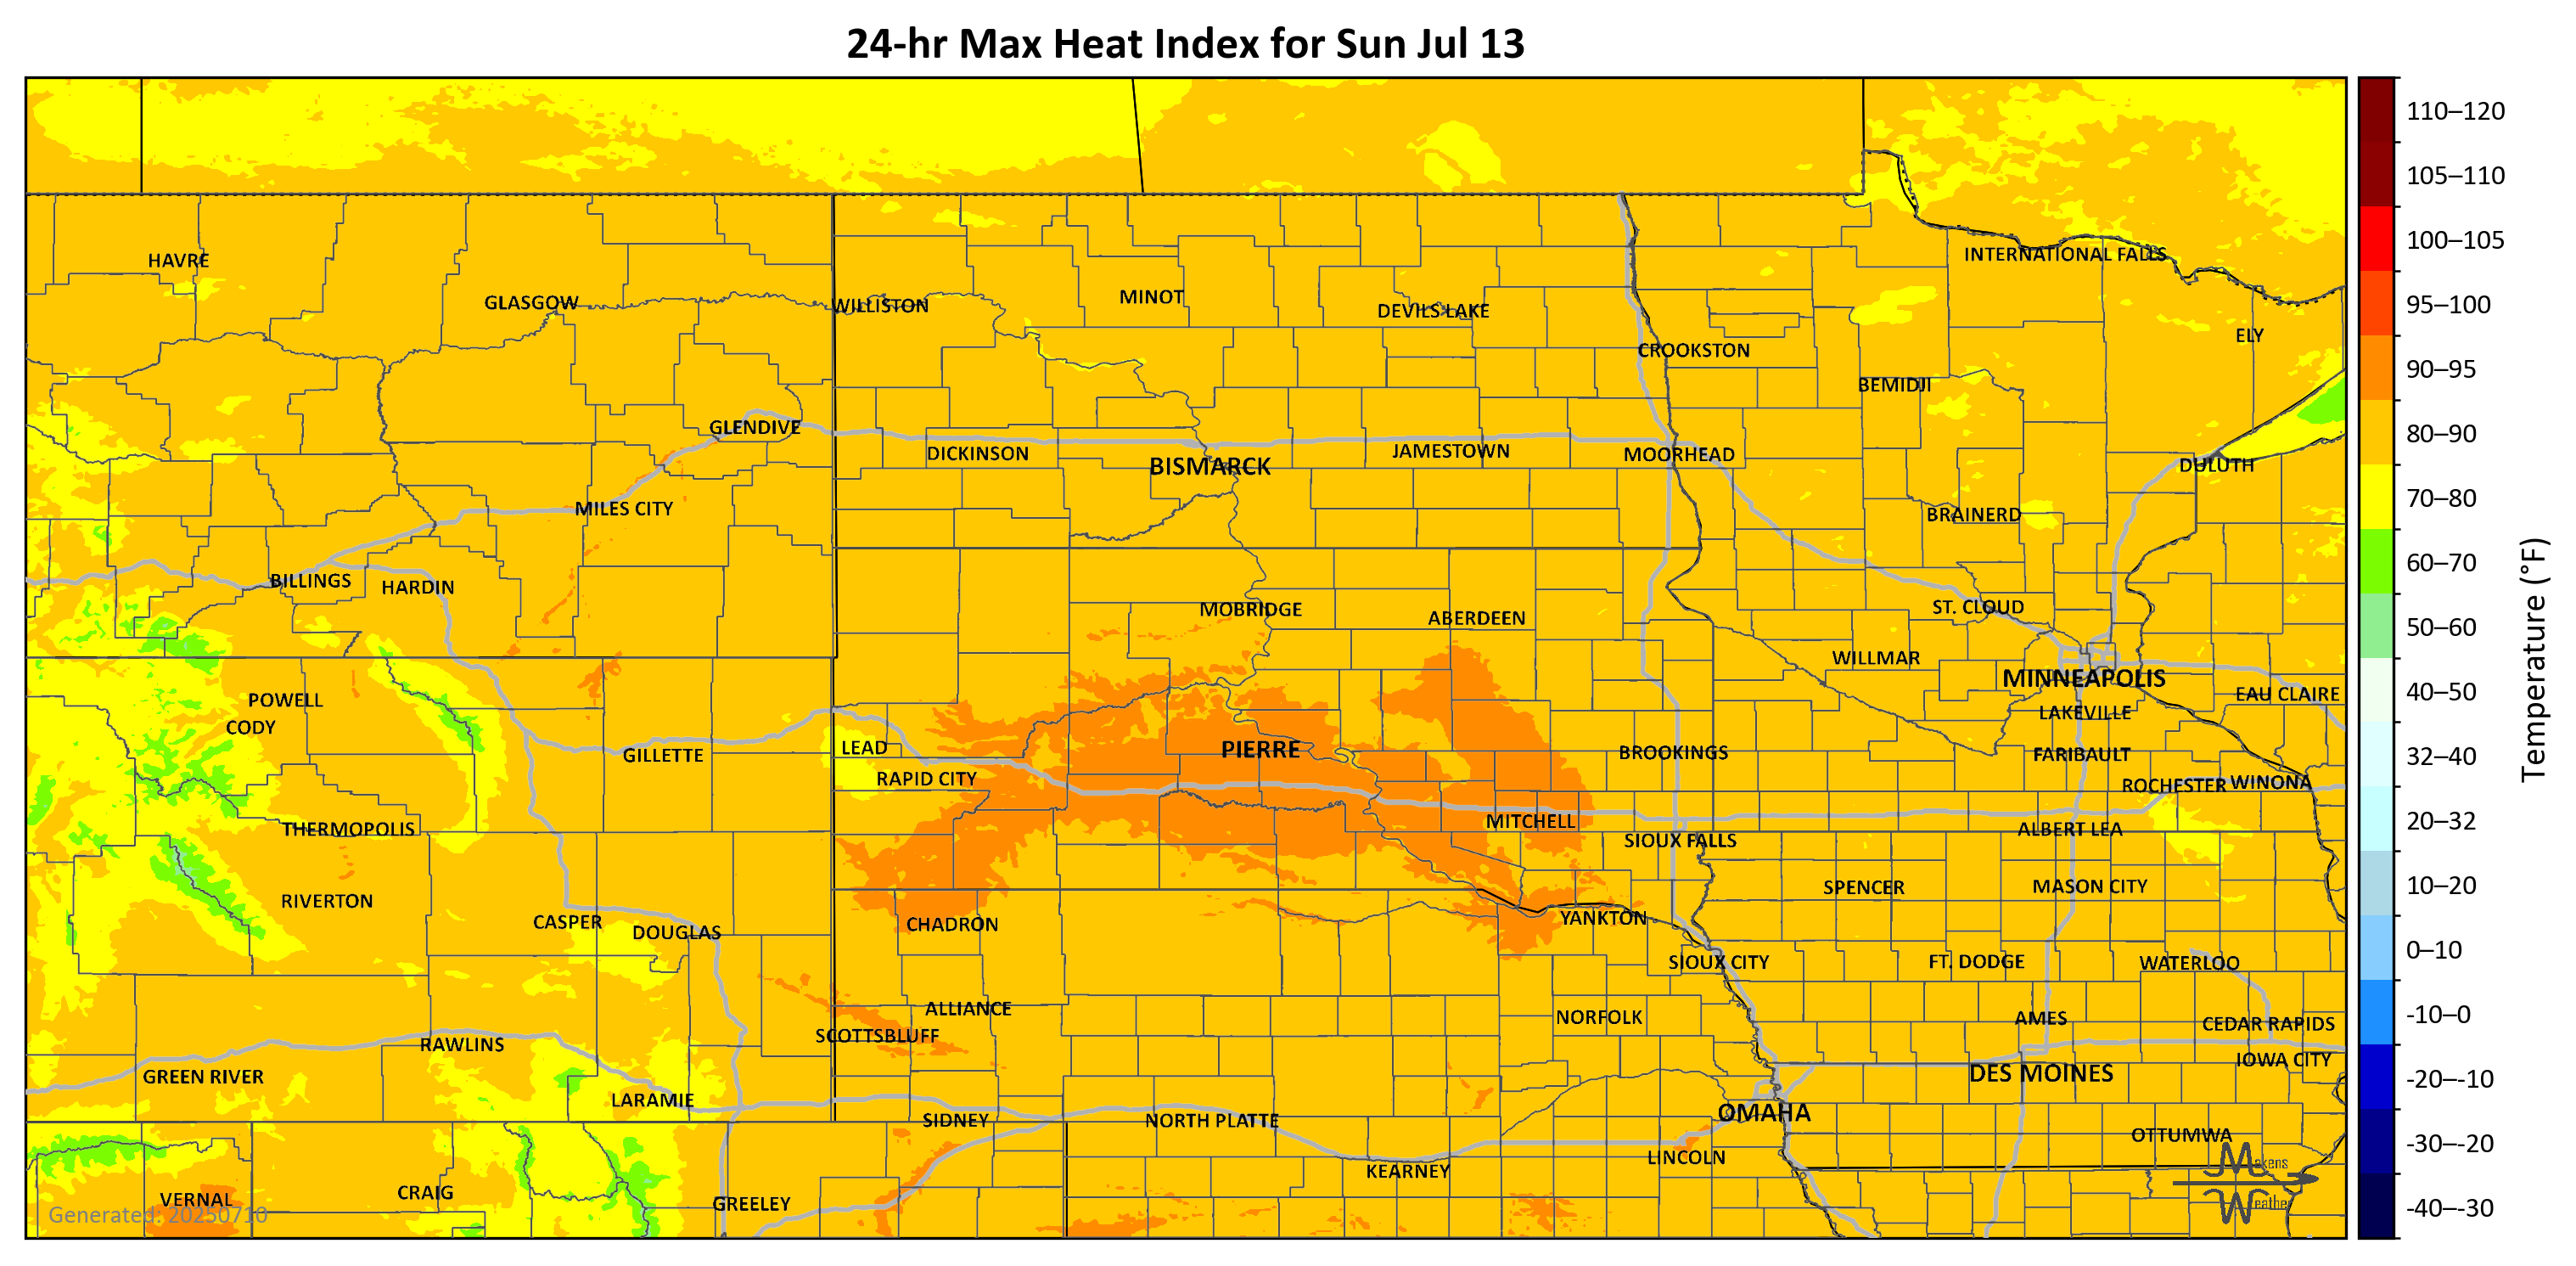 24-hr Max Heat Index for Sun Jul 13
110–120
105–110
HAVRE
INTERNATIONAL FALLS
100–105
GLASGOW
WILLISTON
MINOT
DEVILS LAKE
95–100
ELY
CROOKSTON
90–95
BEMIDJI
GLENDIVE
DICKINSON
BISMARCK
JAMESTOWN
MOORHEAD
DULUTH
80–90
MILES CITY
BRAINERD
70–80
BILLINGS
HARDIN
60–70
MOBRIDGE
ABERDEEN
ST. CLOUD
50–60
Temperature (°F)
WILLMAR
MINNEAPOLIS
POWELL
EAU CLAIRE
40–50
CODY
LAKEVILLE
GILLETTE
LEAD
PIERRE
BROOKINGS
FARIBAULT
32–40
RAPID CITY
ROCHESTER
WINONA
THERMOPOLIS
MITCHELL
SIOUX FALLS
ALBERT LEA
20–32
RIVERTON
SPENCER
MASON CITY
10–20
CASPER
DOUGLAS
CHADRON
YANKTON
SIOUX CITY
FT. DODGE
WATERLOO
0–10
ALLIANCE
NORFOLK
AMES
CEDAR RAPIDS
-10–0
SCOTTSBLUFF
RAWLINS
IOWA CITY
GREEN RIVER
DES MOINES
-20–-10
LARAMIE
SIDNEY
NORTH PLATTE
OMAHA
OTTUMWA
-30–-20
LINCOLN
KEARNEY
Makens
Weather
VERNAL
CRAIG
GREELEY
-40–-30
Generated: 20250710